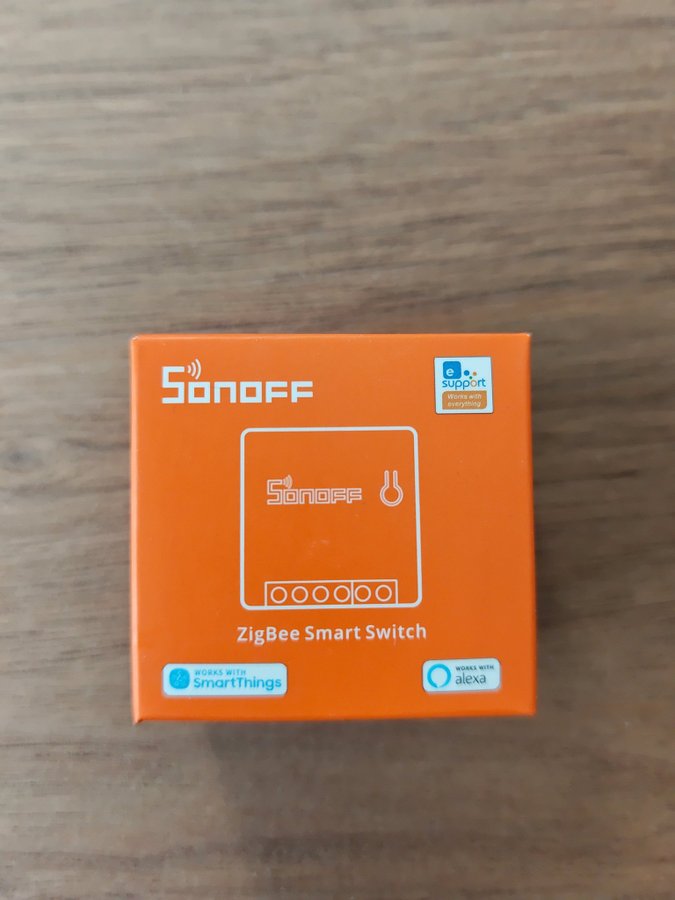 SONOFF
e
support
Works with
everything
SONOFF
ZigBee Smart Switch
WORKS WITH
SmartThings
WORKS WITH
alexa